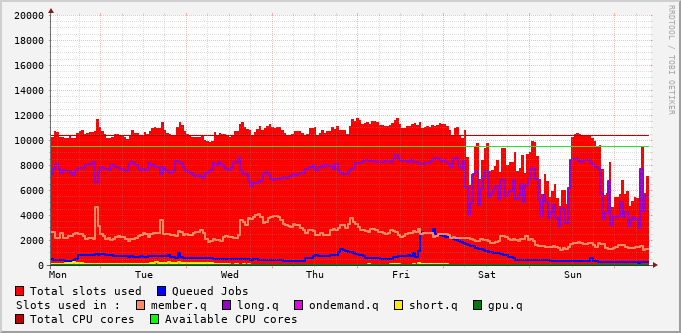 RRDTOOL / TOBI OETIKER
20000
18000
16000
14000
12000
10000
8000
6000
4000
2000
0
Mon Tue Wed Thu Fri Sat Sun
Total slots used Queued Jobs
Slots used in : member.q long.q ondemand.q short.q gpu.q
Total CPU cores Available CPU cores